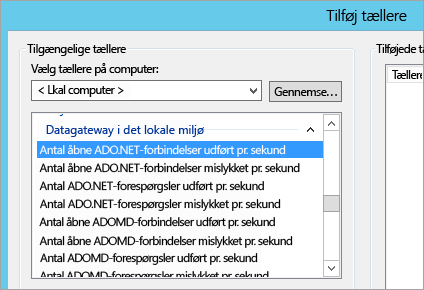 Tilføj tællere
Tilgængelige tællere
Tilføjede t
Vælg tællere på computer:
< Lkal computer >
Gennemse...
Tællere
Datagateway i det lokale miljø
Antal åbne ADO.NET-forbindelser udført pr. sekund
Antal åbne ADO.NET-forbindelser mislykket pr. sekund
Antal ADO.NET-forespørgsler udført pr. sekund
Antal ADO.NET-forespørgsler mislykket pr. sekund
Antal åbne ADOMD-forbindelser udført pr. sekund
Antal åbne ADOMD-forbindelser mislykket pr. sekund
Antal ADOMD-forespørgsler udført pr. sekund
Antal ADOMD-forespørgsler mislykket pr. sekund